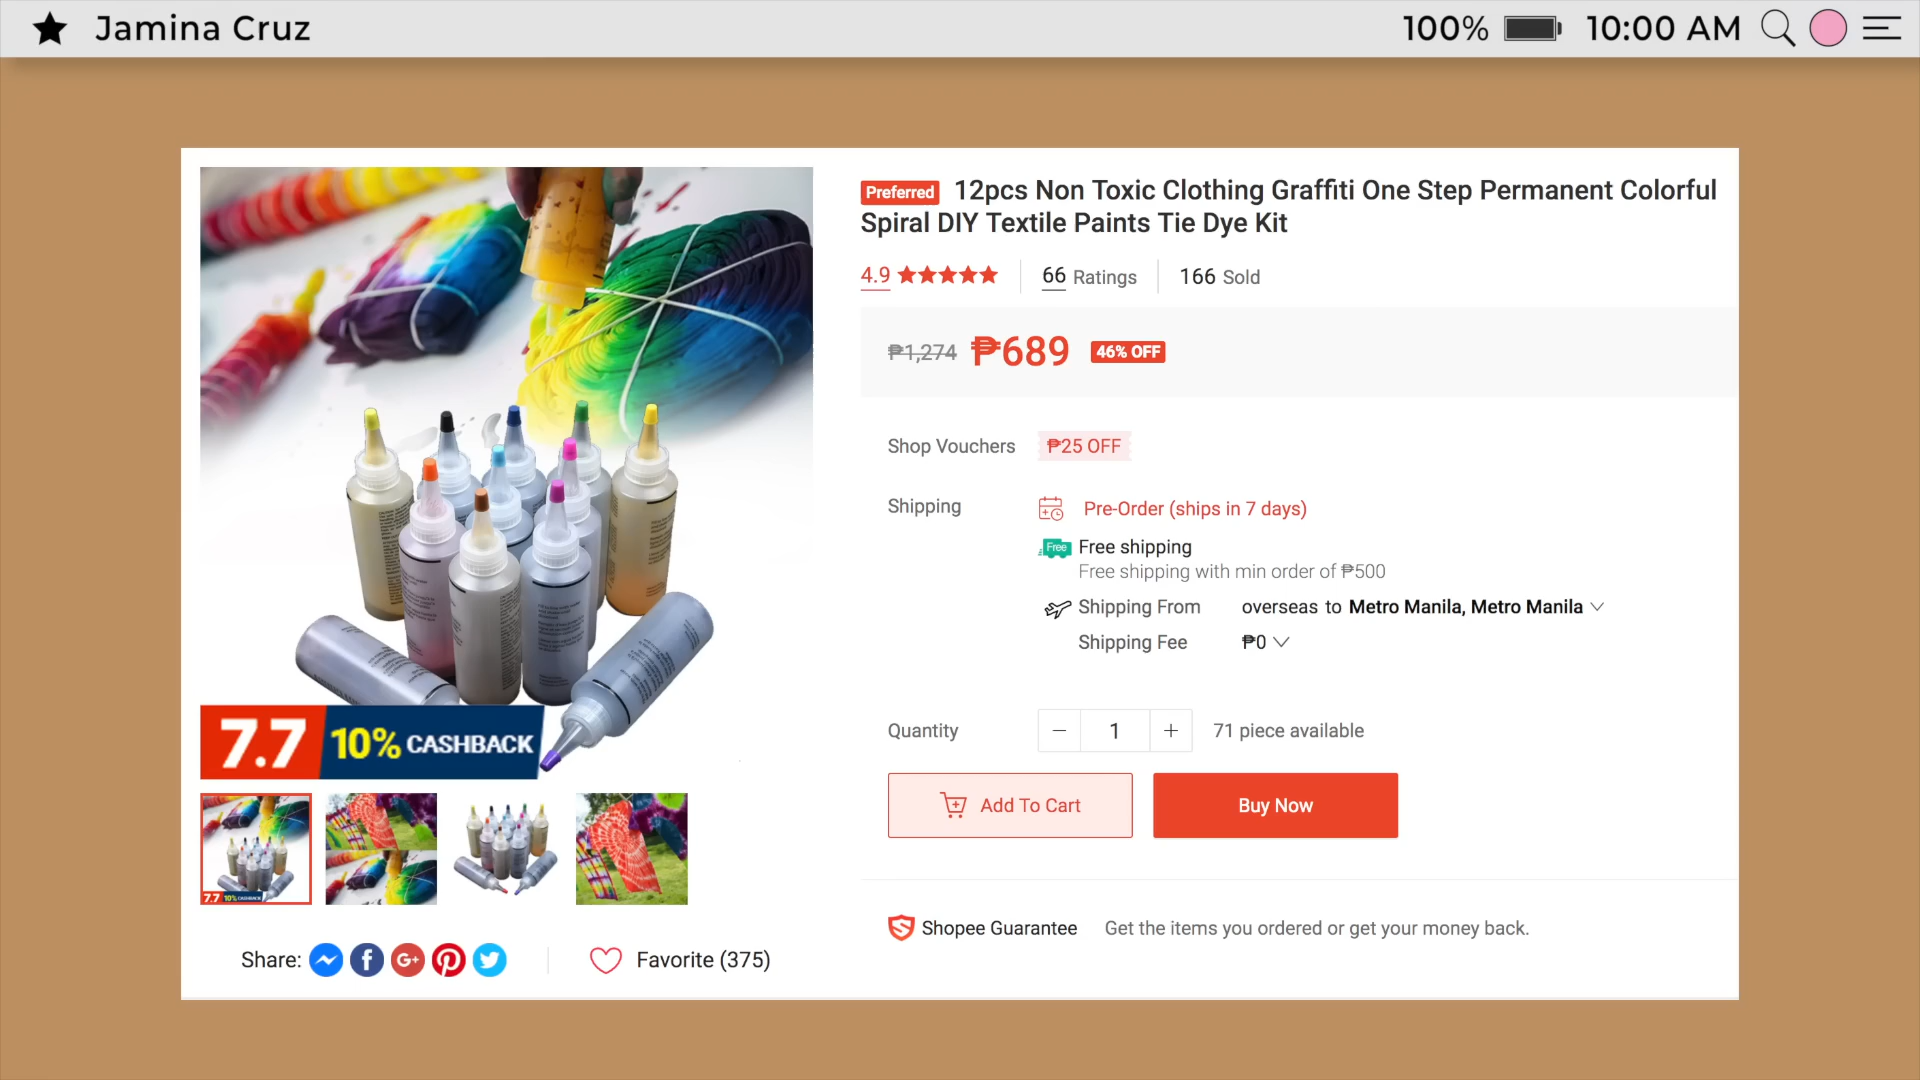 Jamina Cruz
100%
10:00 AM
Preferred 12pcs Non Toxic Clothing Graffiti One Step Permanent Colorful
Spiral DIY Textile Paints Tie Dye Kit
4.9
66 Ratings
166 Sold
₱1,274 ₱689 46% OFF
Shop Vouchers ₱25 OFF
Shipping
Pre-Order (ships in 7 days)
Free Free shipping
Free shipping with min order of ₱500
Shipping From overseas to Metro Manila, Metro Manila
Shipping Fee ₱0
Quantity 1 71 piece available
Add To Cart
Buy Now
Shopee Guarantee Get the items you ordered or get your money back.
7.7 10% CASHBACK
7.7 10% CASHBACK
Share:
Favorite (375)